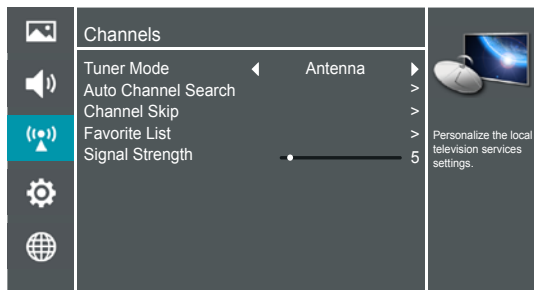 Channels
Tuner Mode Antenna
Auto Channel Search >
Channel Skip >
Favorite List >
Signal Strength 5
Personalize the local
television services
settings.